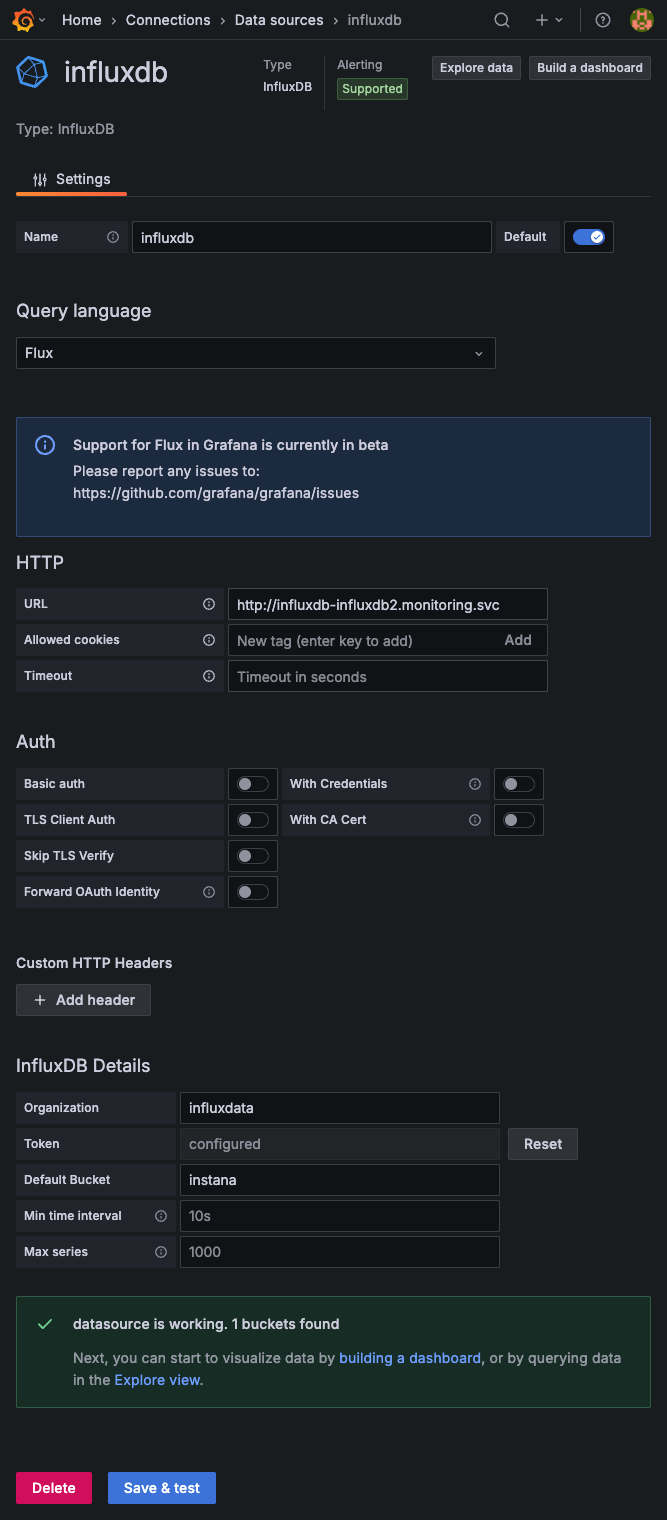 Home › Connections › Data sources › influxdb
influxdb
Type
InfluxDB
Alerting
Supported
Explore data
Build a dashboard
Type: InfluxDB
Settings
Name
influxdb
Default
Query language
Flux
Support for Flux in Grafana is currently in beta
Please report any issues to:
https://github.com/grafana/grafana/issues
HTTP
URL
http://influxdb-influxdb2.monitoring.svc
Allowed cookies
New tag (enter key to add)
Add
Timeout
Timeout in seconds
Auth
Basic auth
With Credentials
TLS Client Auth
With CA Cert
Skip TLS Verify
Forward OAuth Identity
Custom HTTP Headers
+ Add header
InfluxDB Details
Organization
influxdata
Token
configured
Reset
Default Bucket
instana
Min time interval
10s
Max series
1000
datasource is working. 1 buckets found
Next, you can start to visualize data by building a dashboard, or by querying data
in the Explore view.
Delete
Save & test